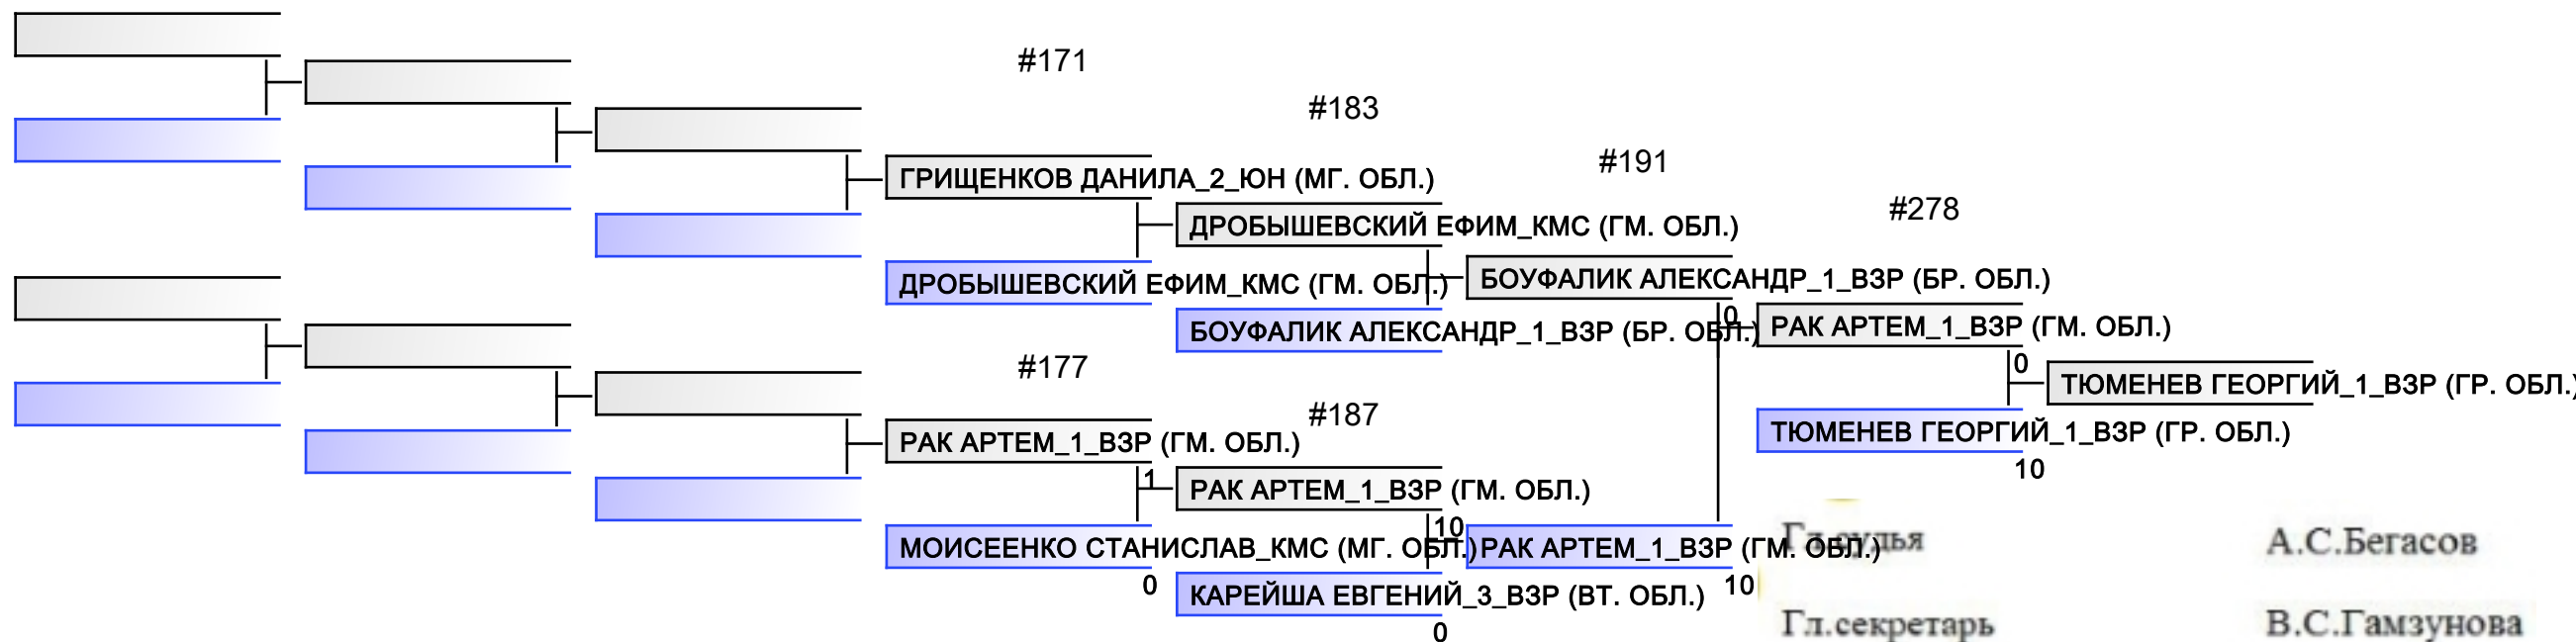 #171
#183
#191
ГРИЩЕНКОВ ДАНИЛА_2_ЮН (МГ. ОБЛ.)
#278
ДРОБЫШЕВСКИЙ ЕФИМ_КМС (ГМ. ОБЛ.)
ДРОБЫШЕВСКИЙ ЕФИМ_КМС (ГМ. ОБЛ.)
БОУФАЛИК АЛЕКСАНДР_1_ВЗР (БР. ОБЛ.)
0
БОУФАЛИК АЛЕКСАНДР_1_ВЗР (БР. ОБЛ.)
РАК АРТЕМ_1_ВЗР (ГМ. ОБЛ.)
#177
0
ТЮМЕНЕВ ГЕОРГИЙ_1_ВЗР (ГР. ОБЛ.)
#187
РАК АРТЕМ_1_ВЗР (ГМ. ОБЛ.)
ТЮМЕНЕВ ГЕОРГИЙ_1_ВЗР (ГР. ОБЛ.)
10
1
РАК АРТЕМ_1_ВЗР (ГМ. ОБЛ.)
10
МОИСЕЕНКО СТАНИСЛАВ_КМС (МГ. ОБЛ.)
РАК АРТЕМ_1_ВЗР (ГМ. ОБЛ.)
Гл.судья А.С.Бегасов
0
КАРЕЙША ЕВГЕНИЙ_3_ВЗР (ВТ. ОБЛ.)
10
0
Гл.секретарь В.С.Гамзунова